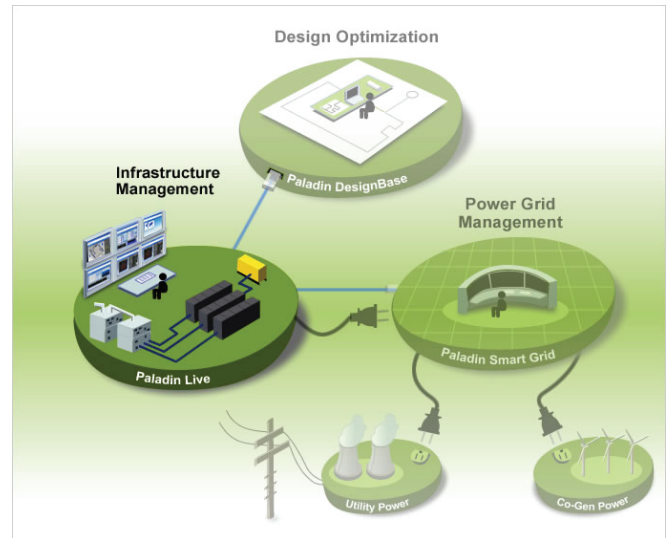 Design Optimization
Paladin DesignBase
Infrastructure
Management
Power Grid
Management
Paladin Live
Paladin Smart Grid
Utility Power
Co-Gen Power